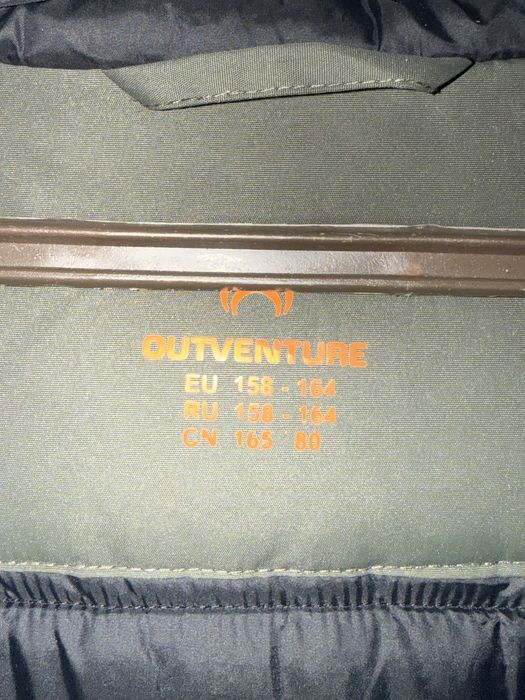 OUTVENTURE
EU 158 - 164
RU 158 - 164
CN 165 80